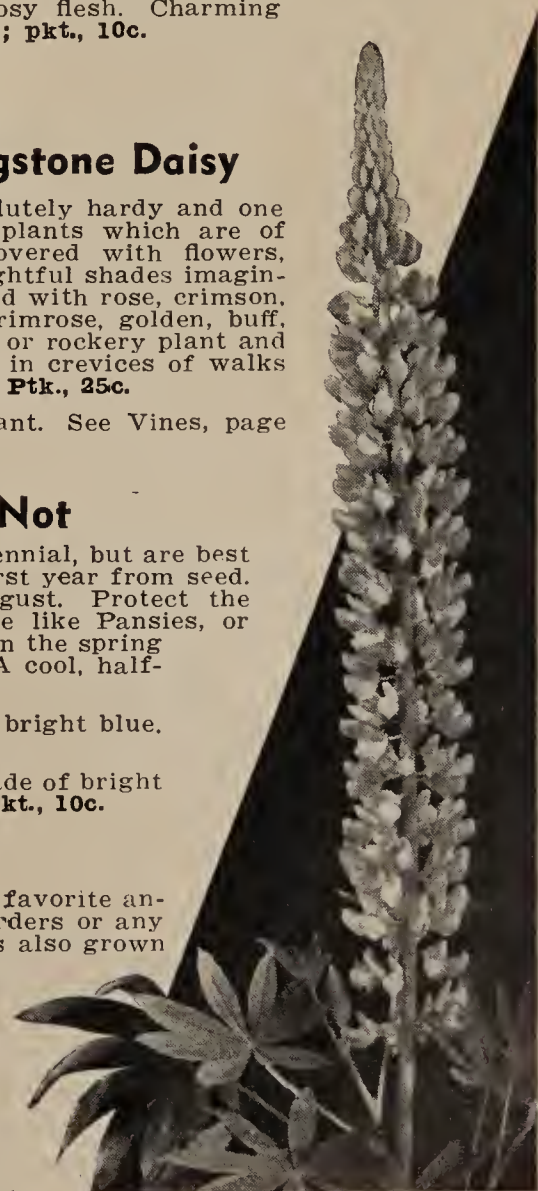 osy flesh. Charming
; pkt., 10c.
gstone Daisy
lutely hardy and one
plants which are of
overed with flowers,
ghtful shades imagin-
d with rose, crimson,
rimrose, golden, buff,
or rockery plant and
in crevices of walks
Ptk., 25c.
ant. See Vines, page
Not
ennial, but are best
rst year from seed.
gust. Protect the
e like Pansies, or
n the spring
A cool, half-
bright blue.
de of bright
kt., 10c.
favorite an-
rders or any
s also grown